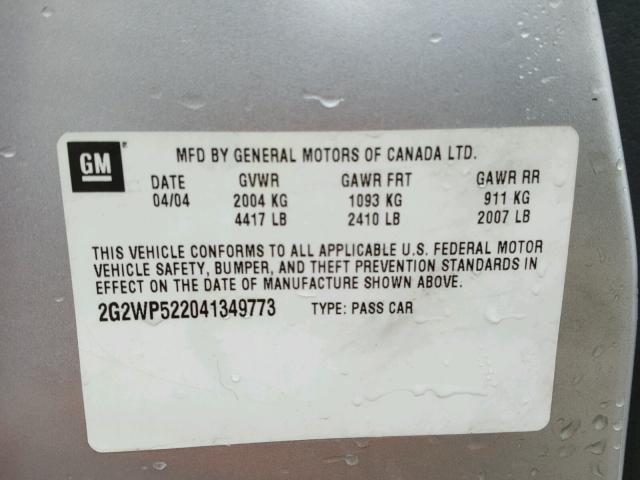 GM
MFD BY GENERAL MOTORS OF CANADA LTD.
DATE GVWR GAWR FRT GAWR RR
04/04 2004 KG 1093 KG 911 KG
4417 LB 2410 LB 2007 LB
THIS VEHICLE CONFORMS TO ALL APPLICABLE U.S. FEDERAL MOTOR
VEHICLE SAFETY, BUMPER, AND THEFT PREVENTION STANDARDS IN
EFFECT ON THE DATE OF MANUFACTURE SHOWN ABOVE.
2G2WP522041349773 TYPE: PASS CAR